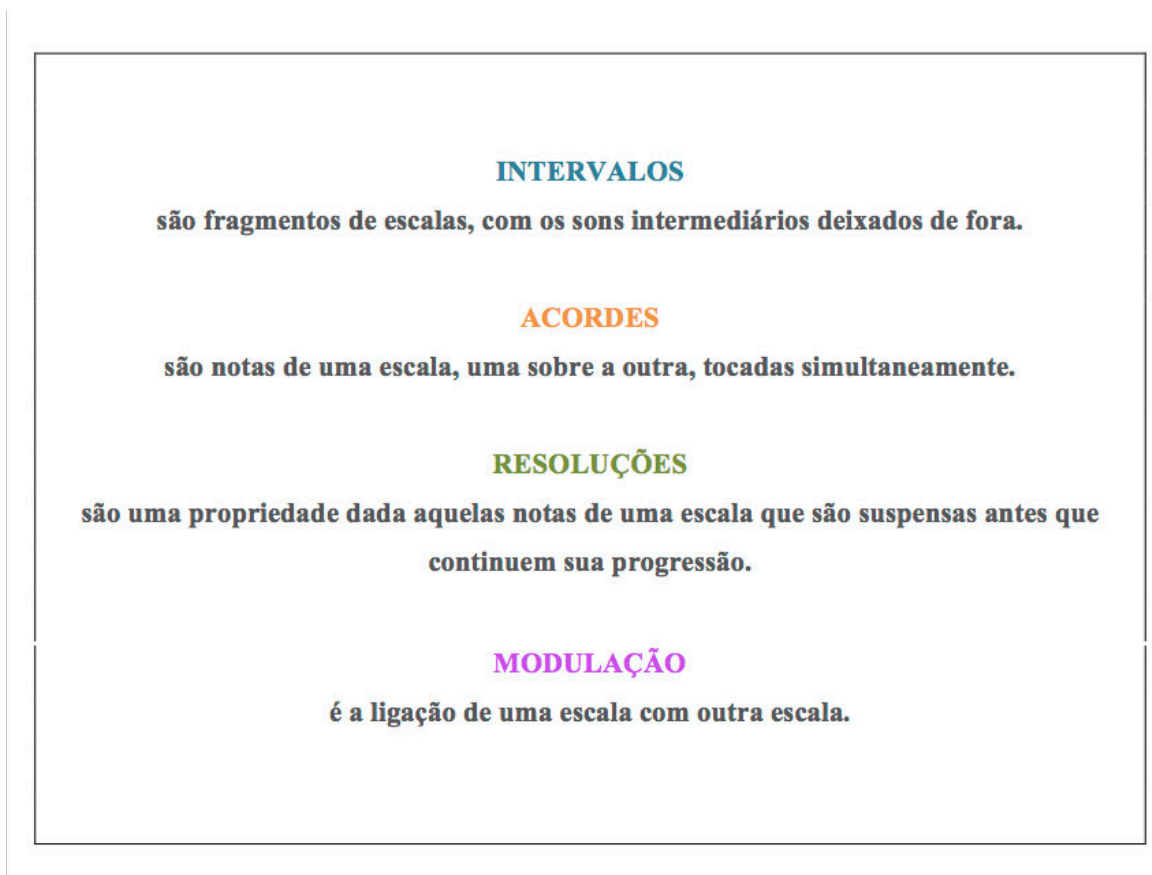 INTERVALOS
são fragmentos de escalas, com os sons intermediários deixados de fora.
ACORDES
são notas de uma escala, uma sobre a outra, tocadas simultaneamente.
RESOLUÇÕES
são uma propriedade dada aquelas notas de uma escala que são suspensas antes que
continuem sua progressão.
MODULAÇÃO
é a ligação de uma escala com outra escala.